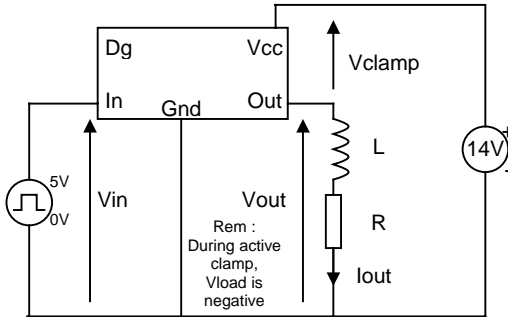 Dg
Vcc
In
Gnd
Out
Vclamp
L
14V
+
-
5V
0V
Vin
Vout
R
Rem :
During active
clamp,
Vload is
negative
Iout